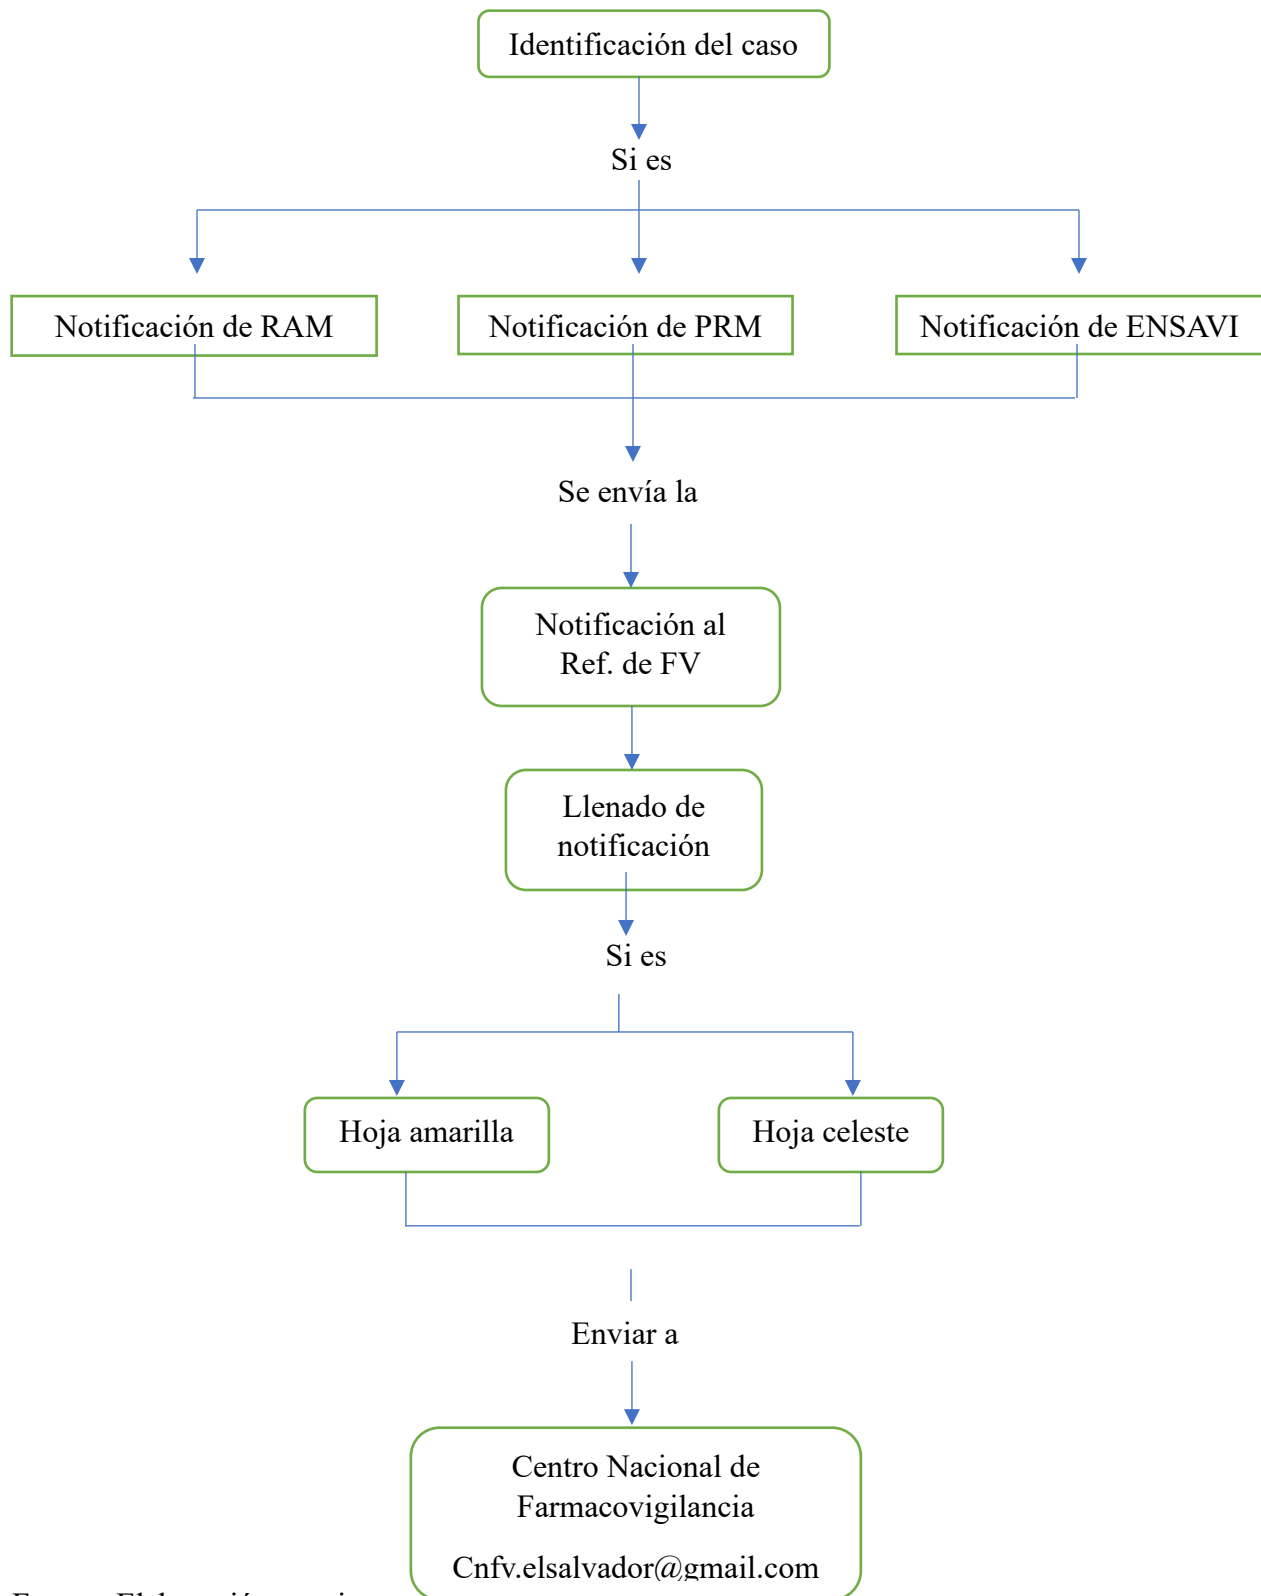 Identificación del caso
Si es
Notificación de RAM
Notificación de PRM
Notificación de ENSAVI
Se envía la
Notificación al
Ref. de FV
Llenado de
notificación
Si es
Hoja amarilla
Hoja celeste
Enviar a
Centro Nacional de
Farmacovigilancia
Cnfv.elsalvador@gmail.com